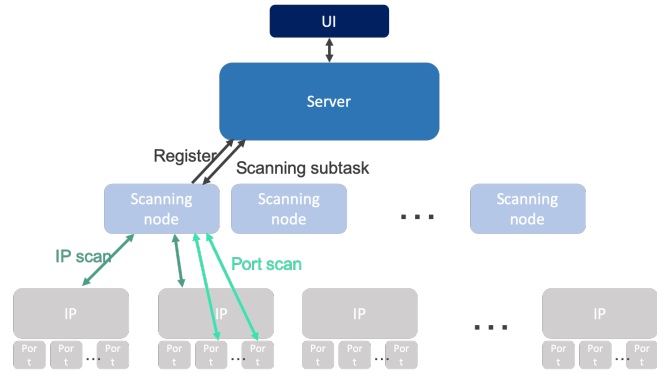 UI
Server
Register
Scanning subtask
Scanning
node
Scanning
node
...
Scanning
node
IP scan
Port scan
IP
IP
IP
...
IP
Por
t
Por
t
...
Por
t
Por
t
Por
t
...
Por
t
Por
t
Por
t
...
Por
t
Por
t
Por
t
...
Por
t